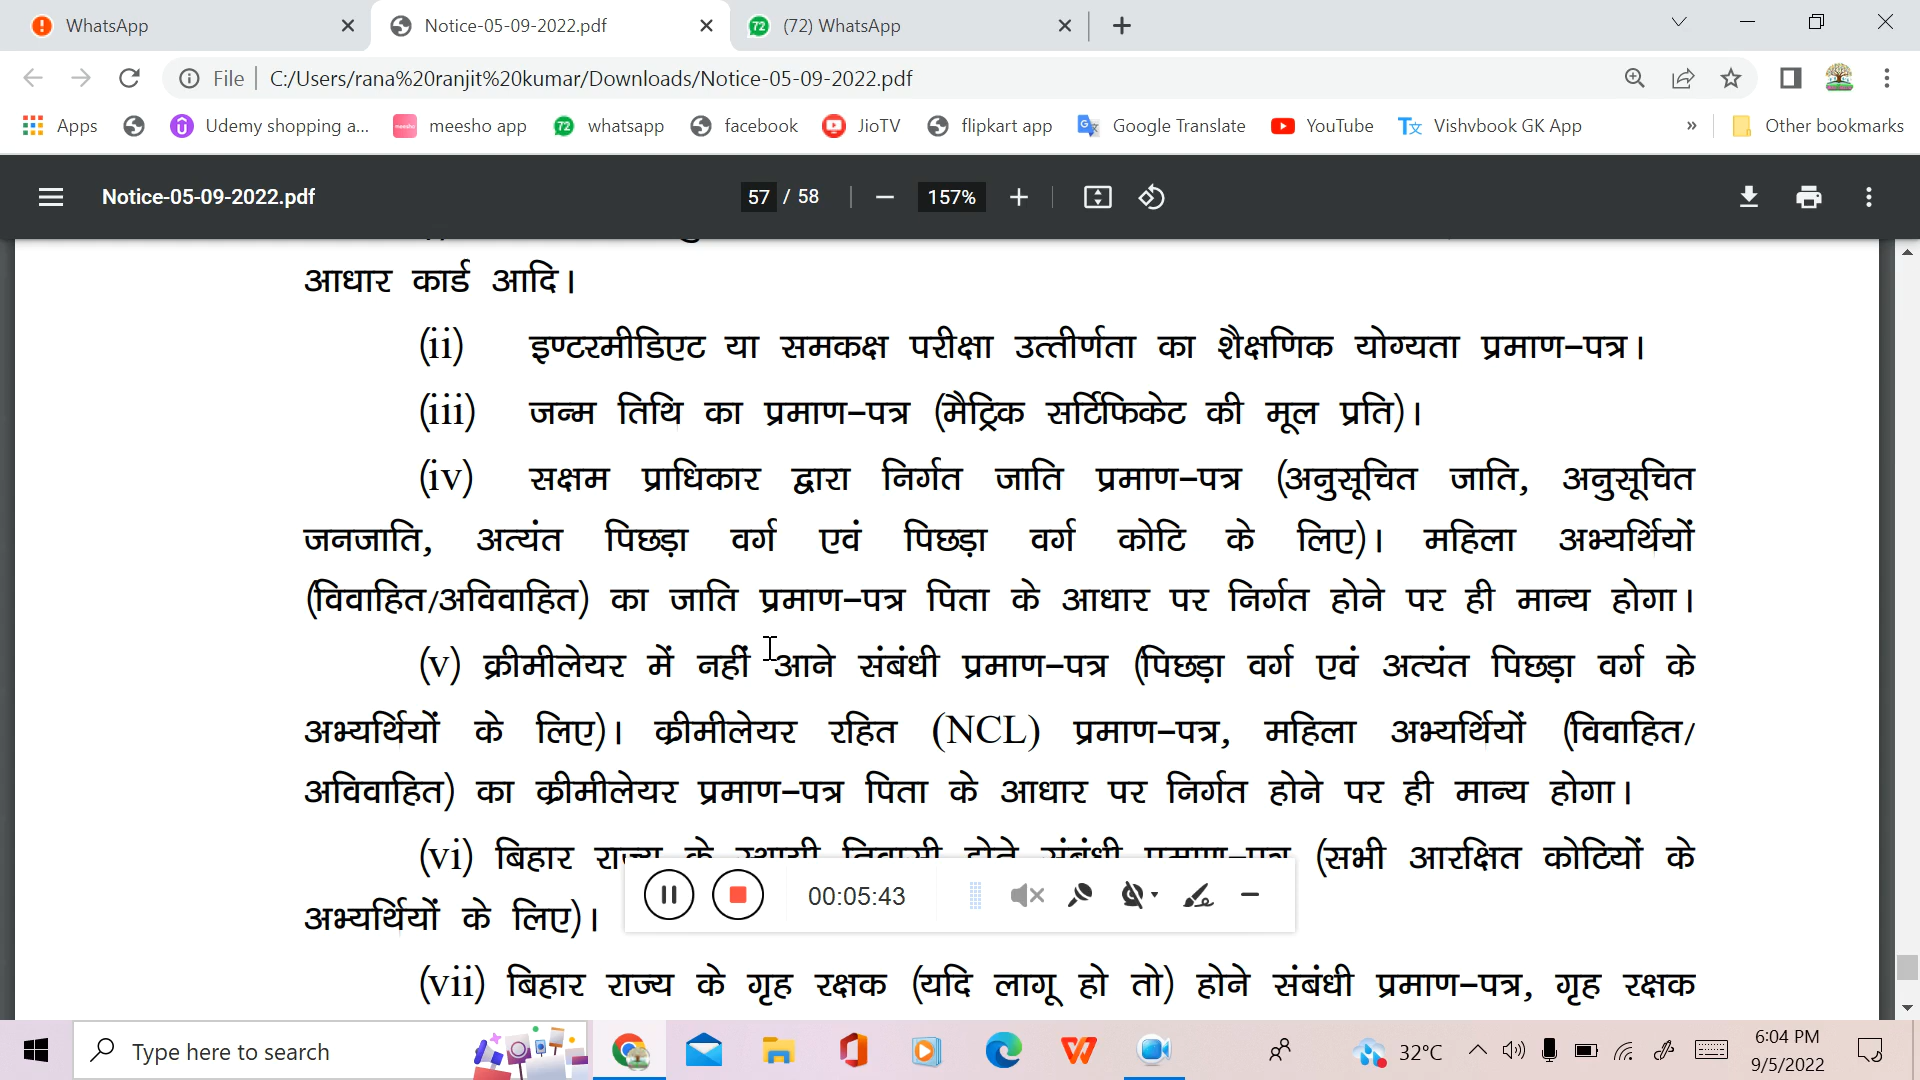 WhatsApp
Notice-05-09-2022.pdf
72
(72) WhatsApp
File
C:/Users/rana%20ranjit%20kumar/Downloads/Notice-05-09-2022.pdf
Apps
Udemy shopping a...
meesho app
72
whatsapp
facebook
JioTV
flipkart app
Google Translate
YouTube
Vishvbook GK App
»
Other bookmarks
Notice-05-09-2022.pdf
57 / 58
157%
आधार कार्ड आदि।
(ii) इण्टरमीडिएट या समकक्ष परीक्षा उत्तीर्णता का शैक्षणिक योग्यता प्रमाण–पत्र।
(iii) जन्म तिथि का प्रमाण–पत्र (मैट्रिक सर्टिफिकेट की मूल प्रति)।
(iv) सक्षम प्राधिकार द्वारा निर्गत जाति प्रमाण–पत्र (अनुसूचित जाति, अनुसूचित
जनजाति, अत्यंत पिछड़ा वर्ग एवं पिछड़ा वर्ग कोटि के लिए)। महिला अभ्यर्थियों
(विवाहित/अविवाहित) का जाति प्रमाण–पत्र पिता के आधार पर निर्गत होने पर ही मान्य होगा।
(v) क्रीमीलेयर में नहीं आने संबंधी प्रमाण–पत्र (पिछड़ा वर्ग एवं अत्यंत पिछड़ा वर्ग के
अभ्यर्थियों के लिए)। क्रीमीलेयर रहित (NCL) प्रमाण–पत्र, महिला अभ्यर्थियों (विवाहित/
अविवाहित) का क्रीमीलेयर प्रमाण–पत्र पिता के आधार पर निर्गत होने पर ही मान्य होगा।
(vi) बिहार राज्य के स्थायी निवासी होने संबंधी प्रमाण–पत्र (सभी आरक्षित कोटियों के
अभ्यर्थियों के लिए)।
00:05:43
(vii) बिहार राज्य के गृह रक्षक (यदि लागू हो तो) होने संबंधी प्रमाण–पत्र, गृह रक्षक
Type here to search
32°C
6:04 PM
9/5/2022